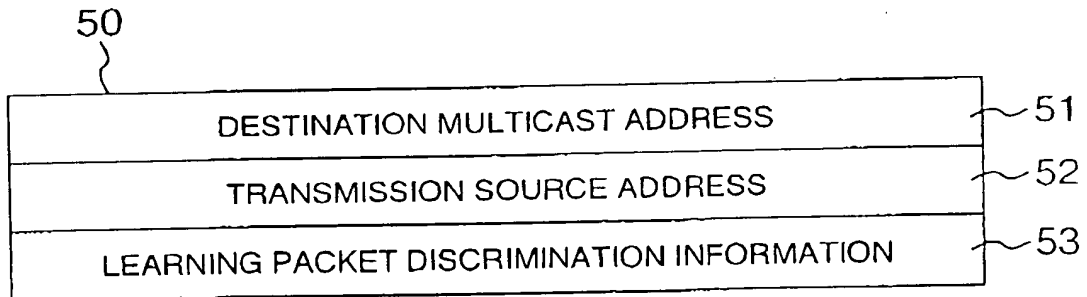 50
DESTINATION MULTICAST ADDRESS 51
TRANSMISSION SOURCE ADDRESS 52
LEARNING PACKET DISCRIMINATION INFORMATION 53